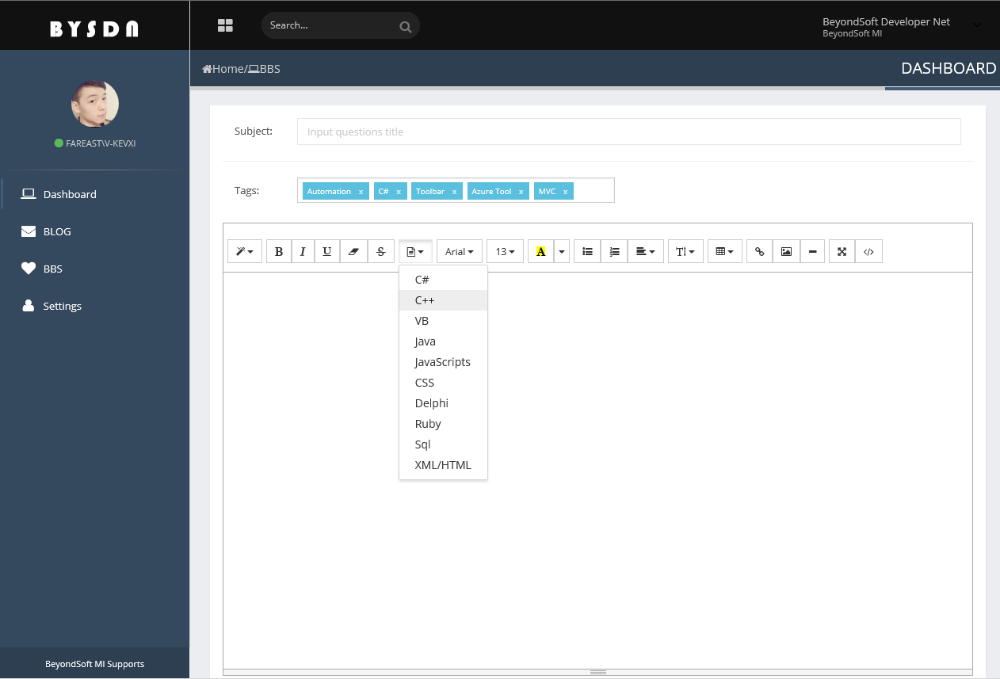 BYSDN
Search...
BeyondSoft Developer Net
BeyondSoft MI
Home/BBS
DASHBOARD
FAREAST\V-KEVXI
Dashboard
BLOG
BBS
Settings
BeyondSoft MI Supports
Subject: Input questions title
Tags: Automation x C# x Toolbar x Azure Tool x MVC x
B I U S Arial 13 A T! </>
C#
C++
VB
Java
JavaScripts
CSS
Delphi
Ruby
Sql
XML/HTML